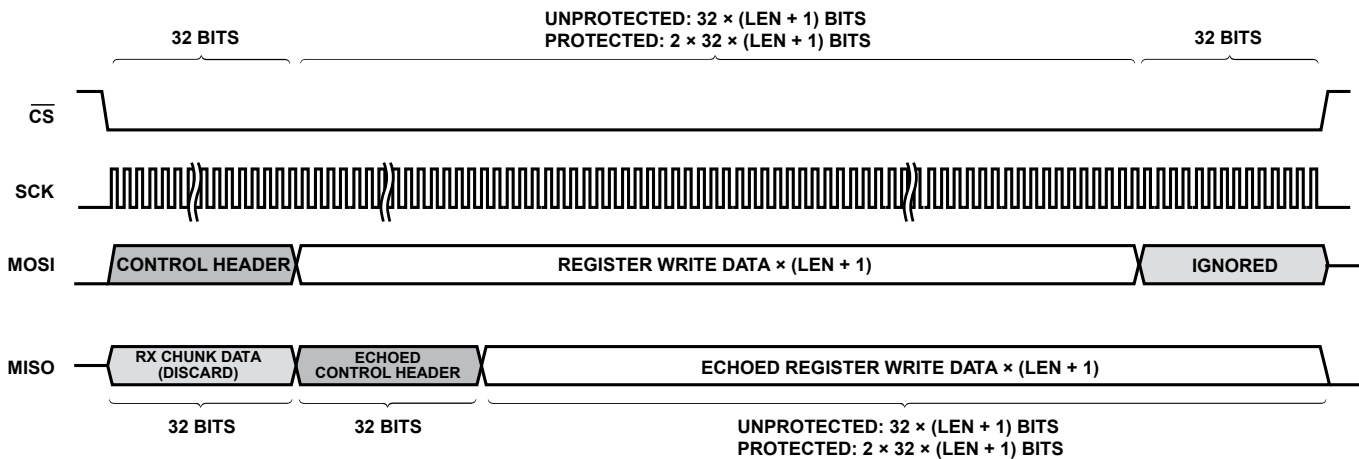 UNPROTECTED: 32 × (LEN + 1) BITS
32 BITS
PROTECTED: 2 × 32 × (LEN + 1) BITS
32 BITS
CS
SCK
MOSI
CONTROL HEADER
REGISTER WRITE DATA × (LEN + 1)
IGNORED
MISO
RX CHUNK DATA
(DISCARD)
ECHOED
CONTROL HEADER
ECHOED REGISTER WRITE DATA × (LEN + 1)
32 BITS
32 BITS
UNPROTECTED: 32 × (LEN + 1) BITS
PROTECTED: 2 × 32 × (LEN + 1) BITS